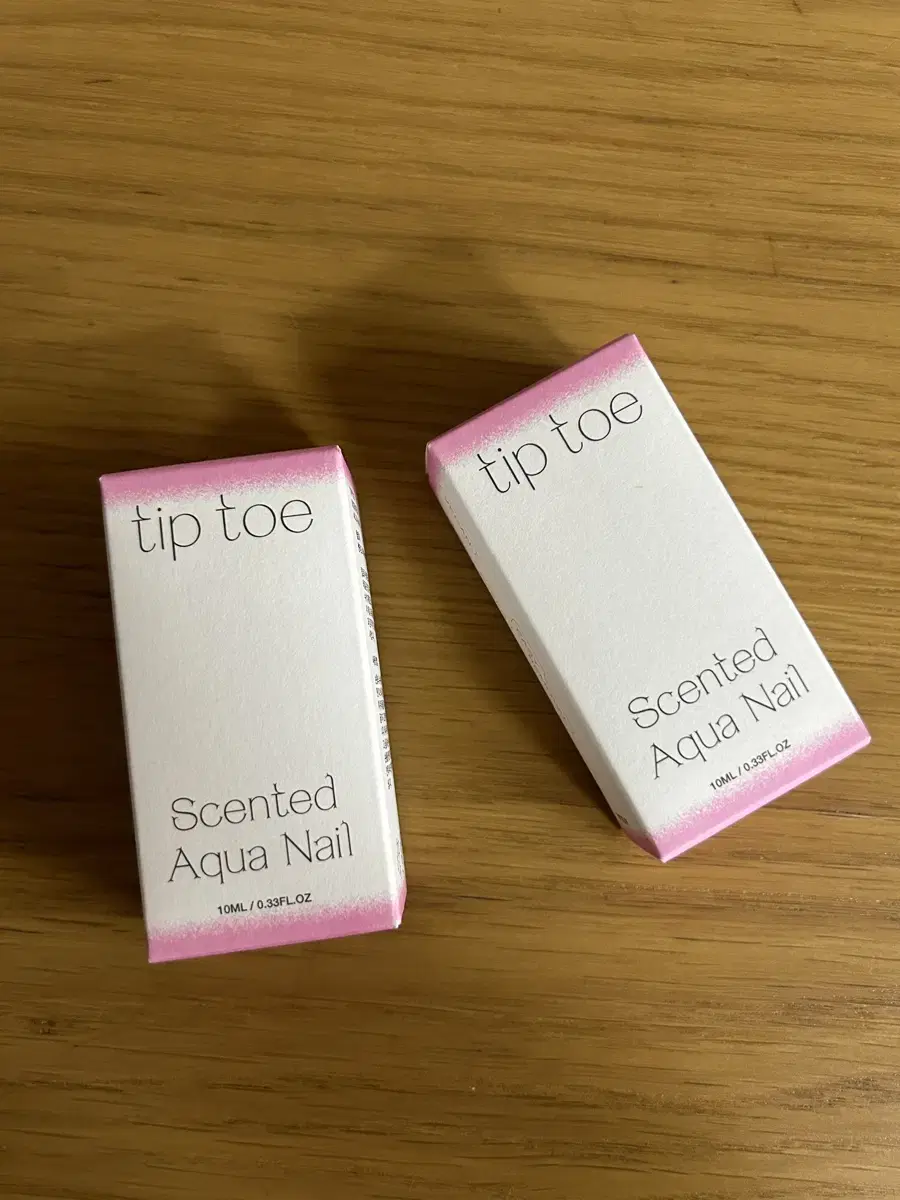 tip toe
Scented
Aqua Nail
10ML / 0.33FL.OZ
tip toe
Scented
Aqua Nail
10ML / 0.33FL.OZ